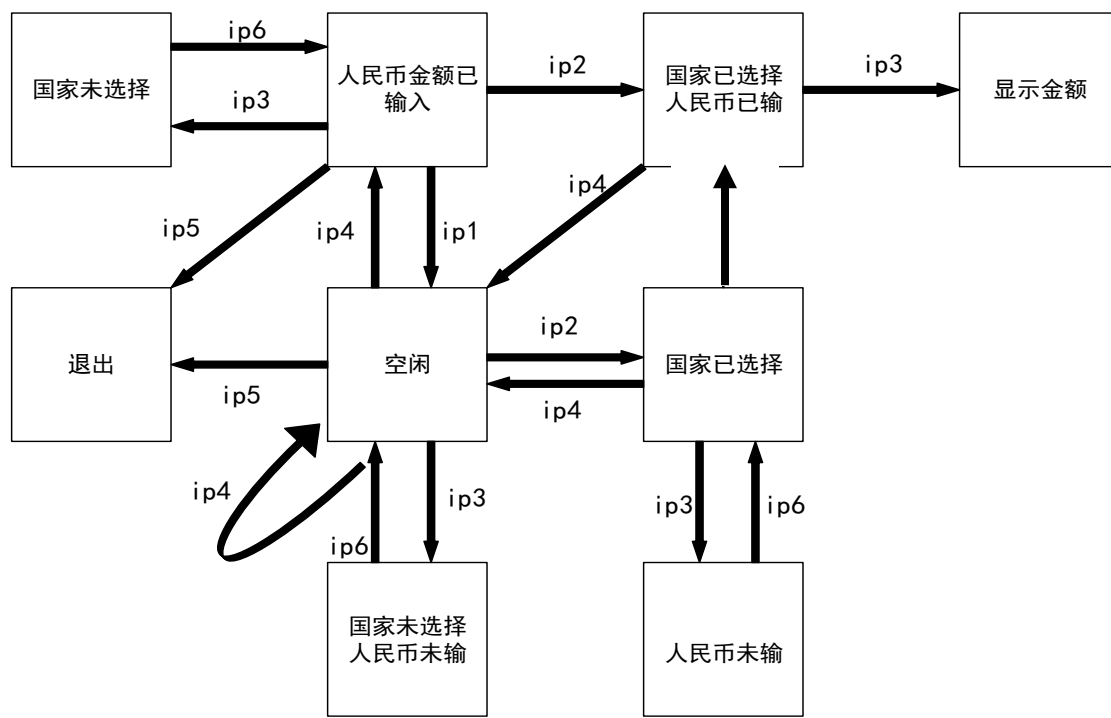 ip6
国家未选择
ip3
人民币金额已
输入
ip2
国家已选择
人民币已输
ip3
显示金额
ip5
ip4
ip1
ip4
退出
ip5
空闲
ip2
ip4
国家已选择
ip4
ip6
ip3
ip3
ip6
国家未选择
人民币未输
人民币未输